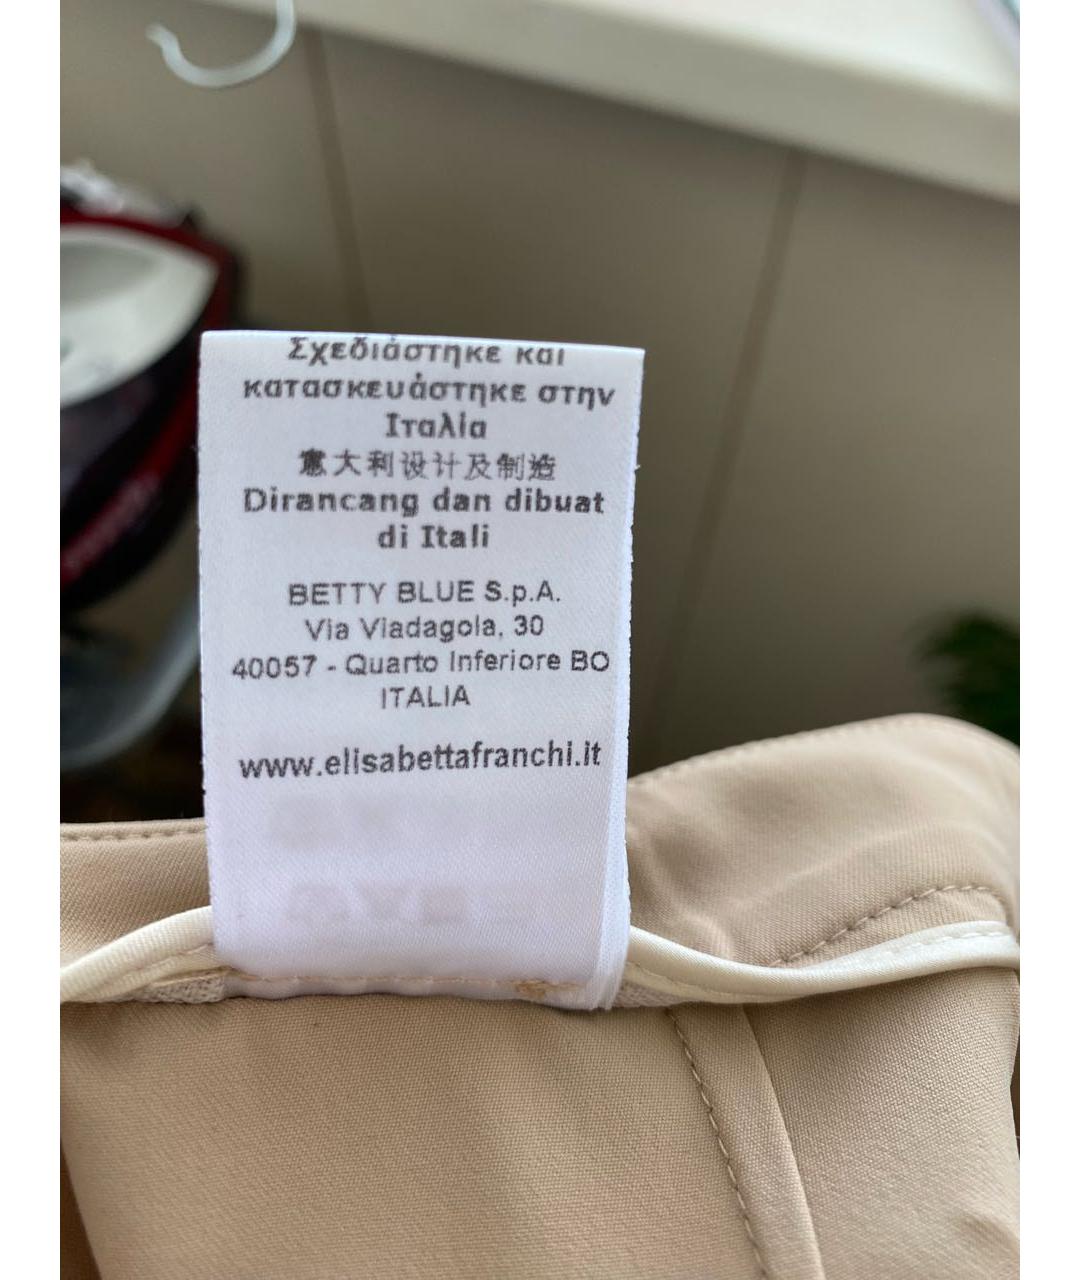 Σχεδιάστηκε και
κατασκευάστηκε στην
Ιταλία
意大利设计及制造
Dirancang dan dibuat
di Itali
BETTY BLUE S.p.A.
Via Viadagola, 30
40057 - Quarto Inferiore BO
ITALIA
www.elisabettafranchi.it